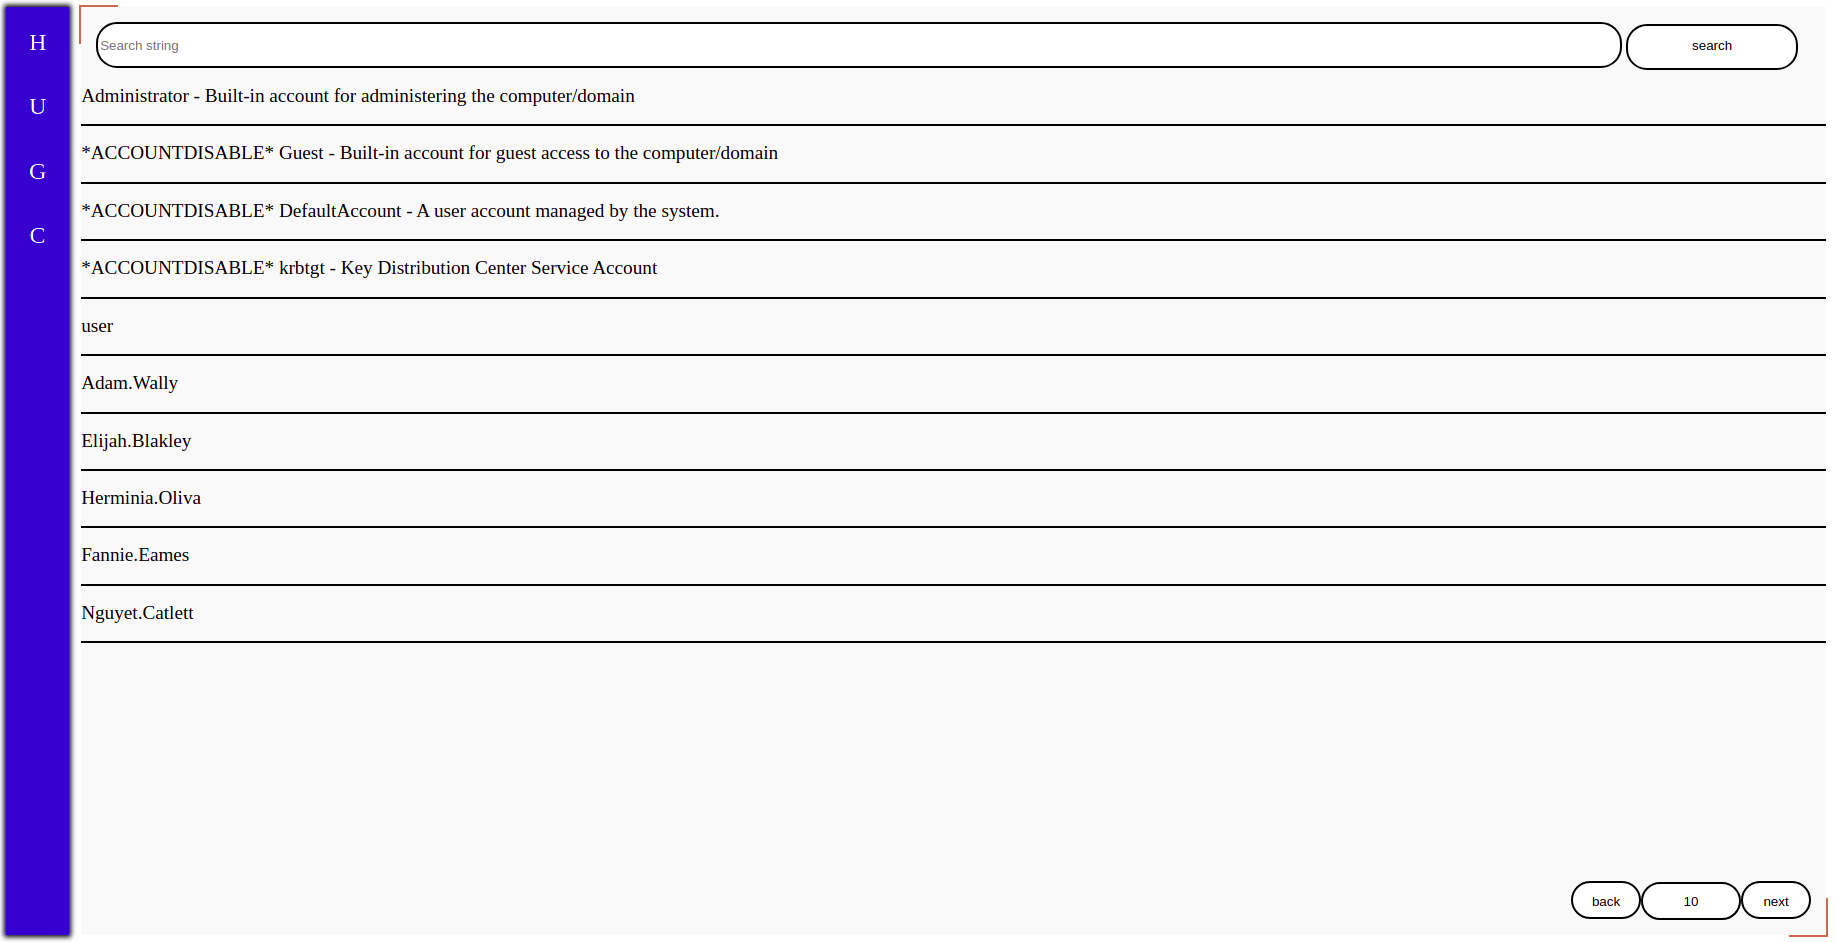 H
U
G
C
Search string
search
Administrator - Built-in account for administering the computer/domain
*ACCOUNTDISABLE* Guest - Built-in account for guest access to the computer/domain
*ACCOUNTDISABLE* DefaultAccount - A user account managed by the system.
*ACCOUNTDISABLE* krbtgt - Key Distribution Center Service Account
user
Adam.Wally
Elijah.Blakley
Herminia.Oliva
Fannie.Eames
Nguyet.Catlett
back
10
next